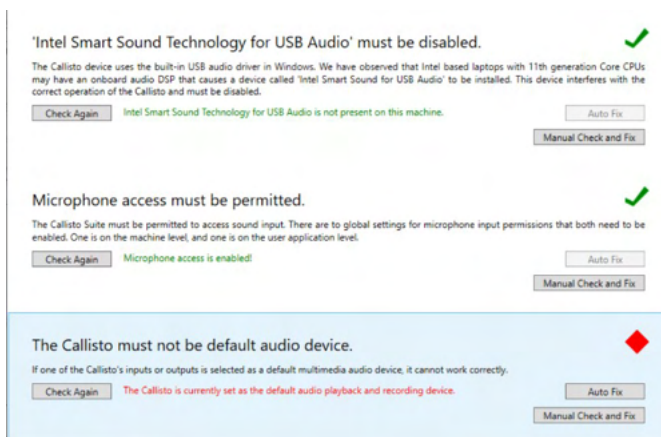 'Intel Smart Sound Technology for USB Audio' must be disabled.
The Callisto device uses the built-in USB audio driver in Windows. We have observed that Intel based laptops with 11th generation Core CPUs
may have an onboard audio DSP that causes a device called 'Intel Smart Sound for USB Audio' to be installed. This device interferes with the
correct operation of the Callisto and must be disabled.
Check Again Intel Smart Sound Technology for USB Audio is not present on this machine. Auto Fix
Manual Check and Fix
Microphone access must be permitted.
The Callisto Suite must be permitted to access sound input. There are to global settings for microphone input permissions that both need to be
enabled. One is on the machine level, and one is on the user application level.
Check Again Microphone access is enabled! Auto Fix
Manual Check and Fix
The Callisto must not be default audio device.
If one of the Callisto's inputs or outputs is selected as a default multimedia audio device, it cannot work correctly.
Check Again The Callisto is currently set as the default audio playback and recording device. Auto Fix
Manual Check and Fix